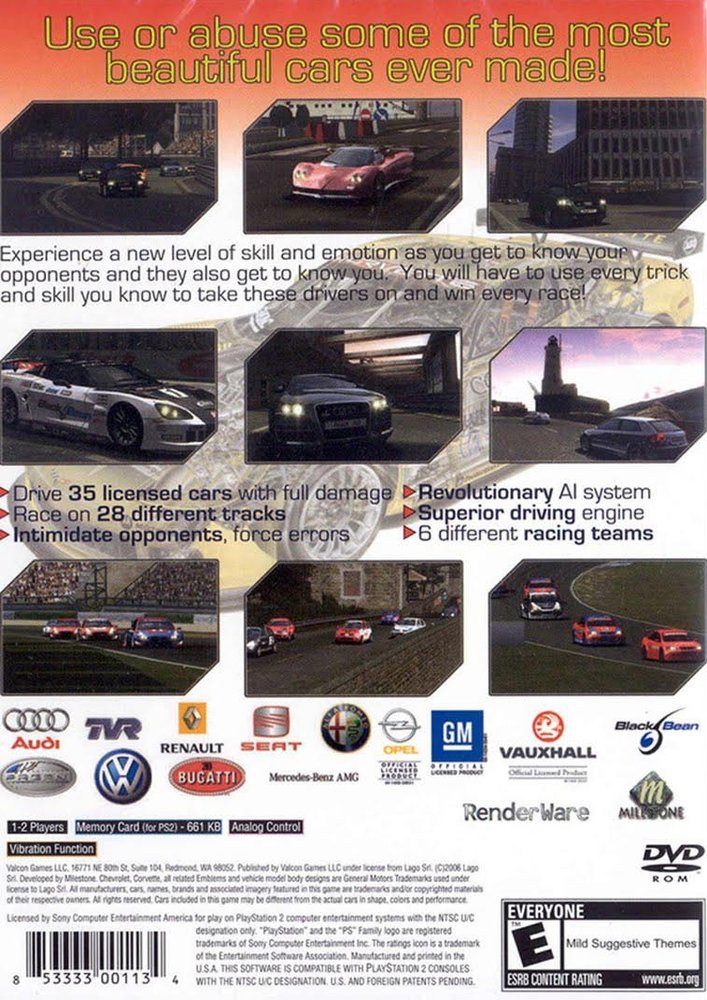 Use or abuse some of the most
beautiful cars ever made!
Experience a new level of skill and emotion as you get to know your
opponents and they also get to know you. You will have to use every trick
and skill you know to take these drivers on and win every race!
Drive 35 licensed cars with full damage
Race on 28 different tracks
Intimidate opponents, force errors
Revolutionary AI system
Superior driving engine
6 different racing teams
Audi
TVR
RENAULT
SEAT
OPEL
OFFICIAL
LICENSED
PRODUCT
GM
OFFICIAL LICENSED PRODUCT
VAUXHALL
Official Licensed Product
Black Bean
BUGATTI
Mercedes-Benz AMG
RenderWare
MILESTONE
1-2 Players
Memory Card (for PS2) - 661 KB
Analog Control
Vibration Function
DVD
ROM
Valcon Games LLC, 16771 NE 80th St, Suite 104, Redmond, WA 98052. Published by Valcon Games LLC under license from Lago Srl. (C)2006 Lago
Srl. Developed by Milestone. Chevrolet, Corvette, all related Emblems and vehicle model body designs are General Motors Trademarks used under
license to Lago Srl. All manufacturers, cars, names, brands and associated imagery featured in this game are trademarks and/or copyrighted materials
of their respective owners. All rights reserved. Cars included in this game may be different from the actual cars in shape, colors and performance.
Licensed by Sony Computer Entertainment America for play on PlayStation 2 computer entertainment systems with the NTSC U/C
designation only. "PlayStation" and the "PS" Family logo are registered
trademarks of Sony Computer Entertainment Inc. The ratings icon is a trademark
of the Entertainment Software Association. Manufactured and printed in the
U.S.A. THIS SOFTWARE IS COMPATIBLE WITH PLAYSTATION 2 CONSOLES
WITH THE NTSC U/C DESIGNATION. U.S. AND FOREIGN PATENTS PENDING.
8 53333 00113 4
EVERYONE
E
Mild Suggestive Themes
ESRB CONTENT RATING www.esrb.org